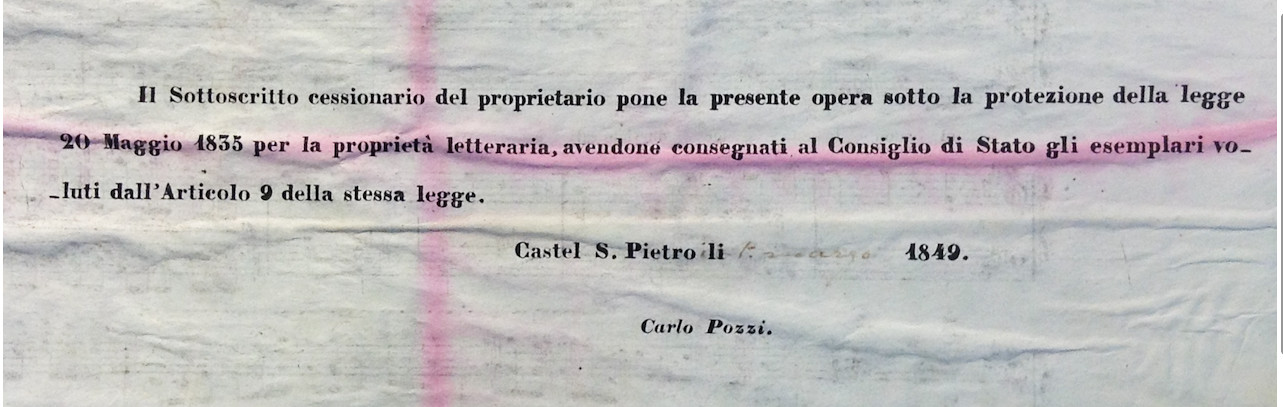 Il Sottoscritto cessionario del proprietario pone la presente opera sotto la protezione della legge
20 Maggio 1835 per la proprietà letteraria, avendone consegnati al Consiglio di Stato gli esemplari vo_
_luti dall'Articolo 9 della stessa legge.
Castel S. Pietro li 1849.
Carlo Pozzi.